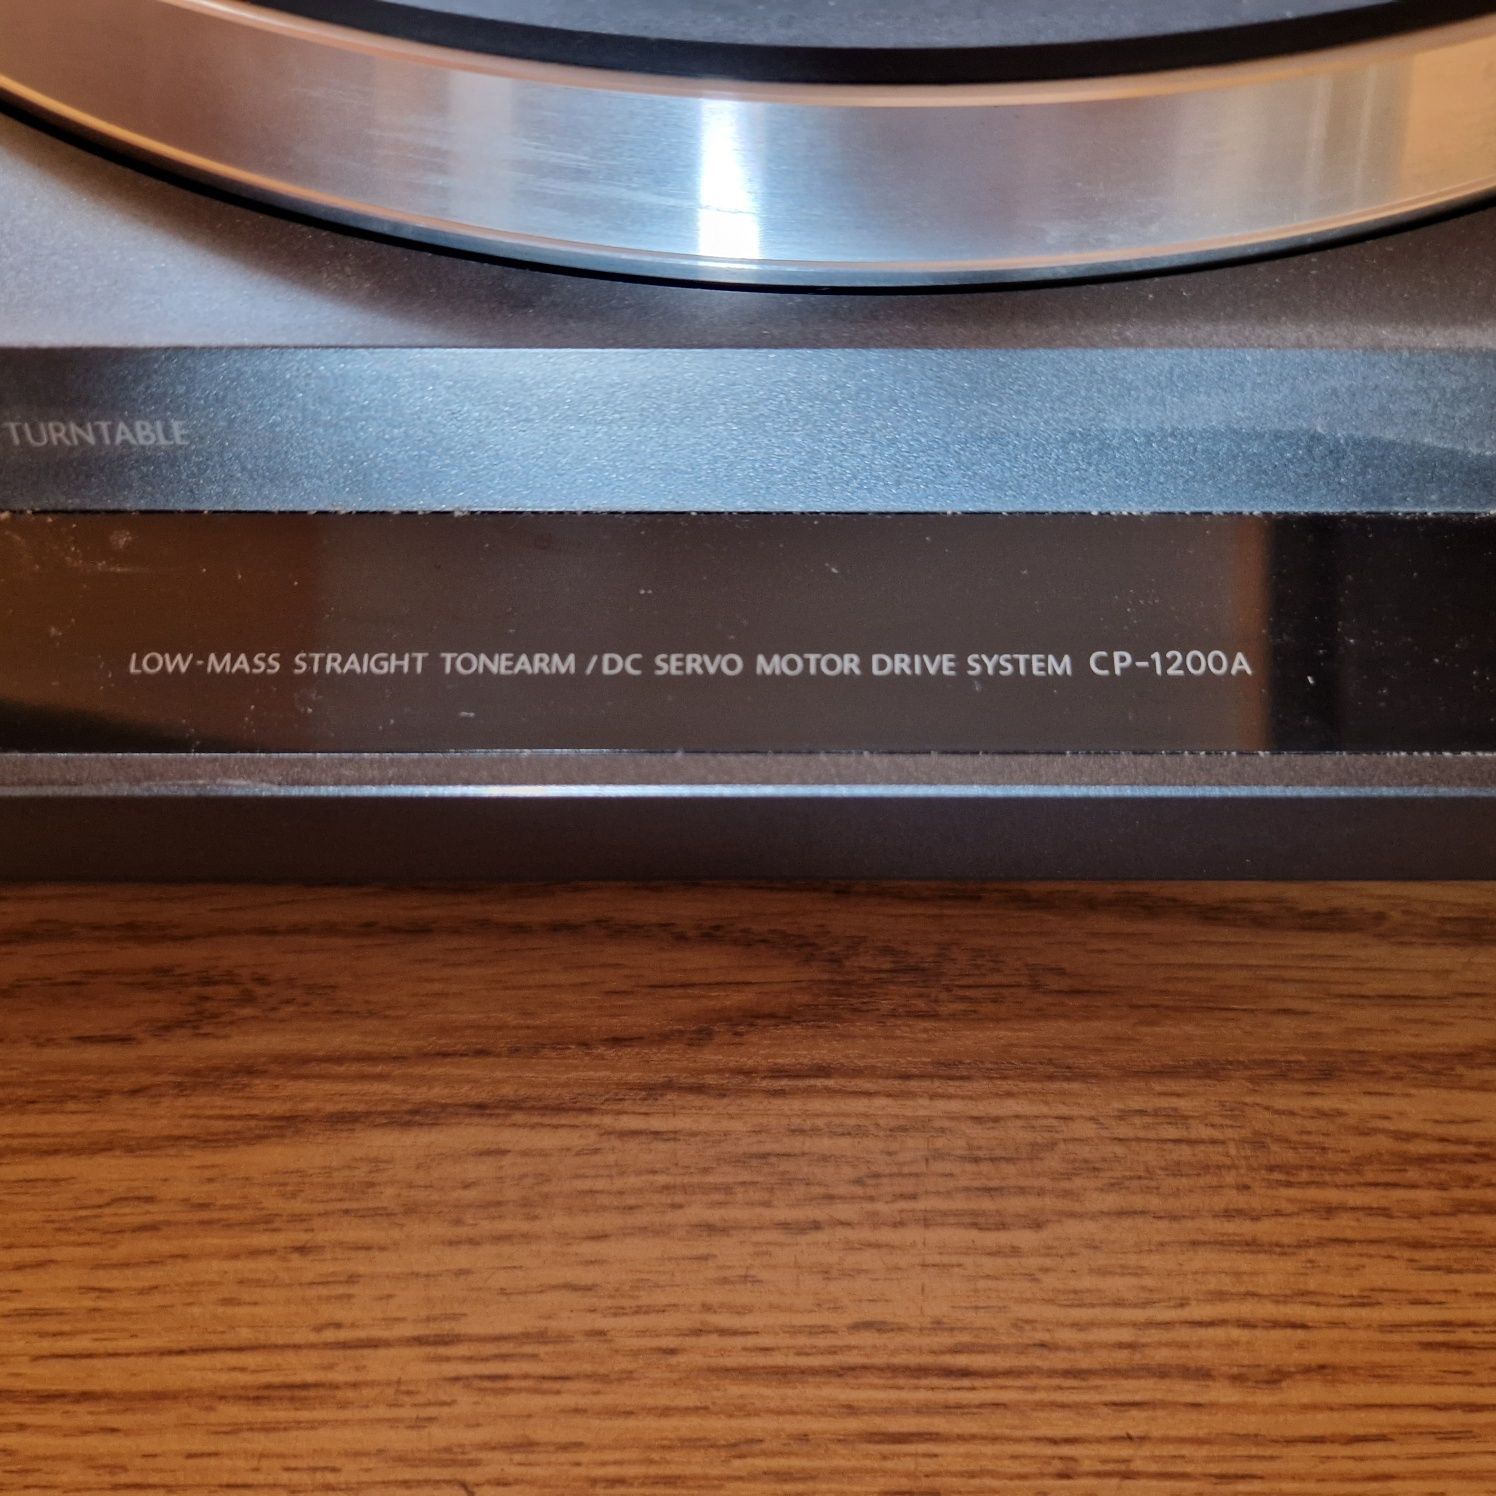 TURNTABLE
LOW-MASS STRAIGHT TONEARM / DC SERVO MOTOR DRIVE SYSTEM CP-1200A